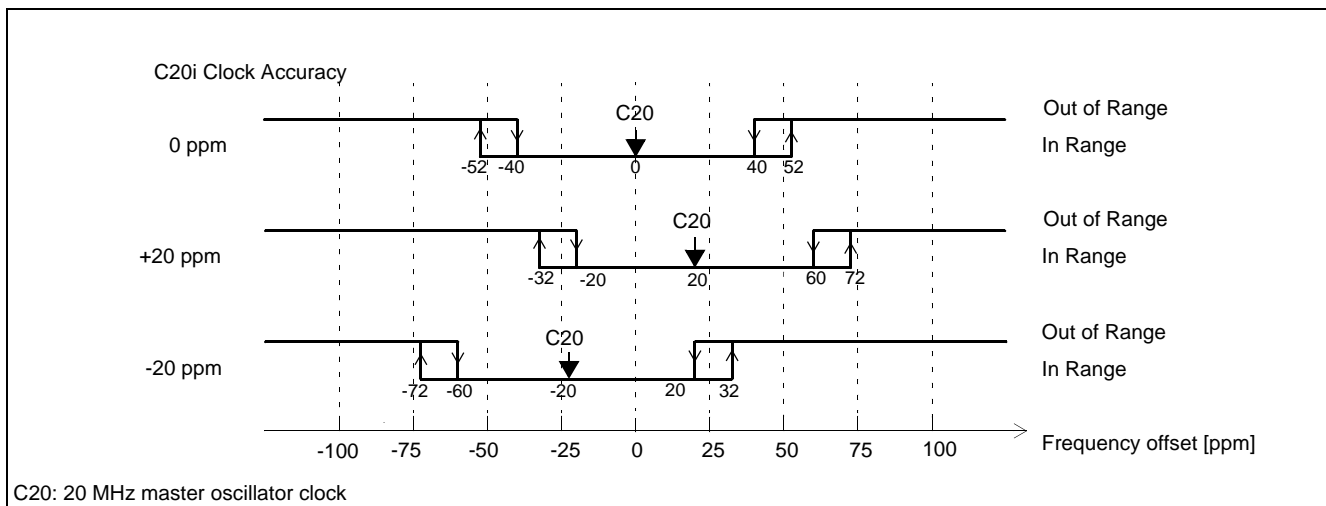 C20i Clock Accuracy
C20
Out of Range
0 ppm
In Range
-52 -40 0 40 52
C20
Out of Range
+20 ppm
In Range
-32 -20 20 60 72
C20
Out of Range
-20 ppm
In Range
-72 -60 -20 20 32
-100 -75 -50 -25 0 25 50 75 100 Frequency offset [ppm]
C20: 20 MHz master oscillator clock